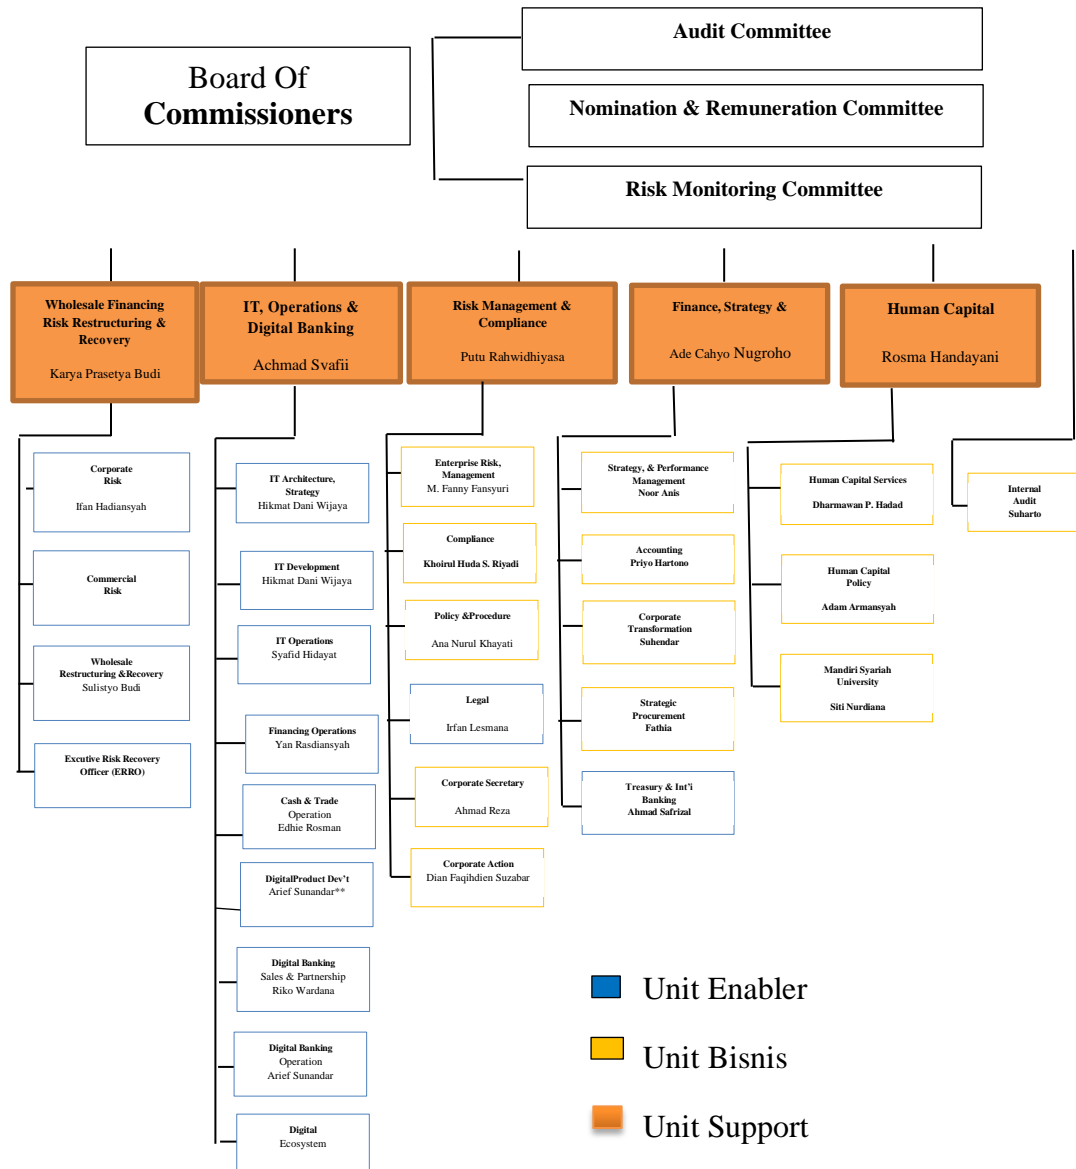 Audit Committee
Board Of
Commissioners
Nomination & Remuneration Committee
Risk Monitoring Committee
Wholesale Financing
Risk Restructuring &
Recovery
Karya Prasetya Budi
IT, Operations &
Digital Banking
Achmad Svafii
Risk Management &
Compliance
Putu Rahwidhiyasa
Finance, Strategy &
Ade Cahyo Nugroho
Human Capital
Rosma Handayani
Corporate
Risk
Ifan Hadiansyah
Commercial
Risk
Wholesale
Restructuring &Recovery
Sulistyo Budi
Excutive Risk Recovery
Officer (ERRO)
IT Architecture,
Strategy
Hikmat Dani Wijaya
IT Development
Hikmat Dani Wijaya
IT Operations
Syafid Hidayat
Financing Operations
Yan Rasdiansyah
Cash & Trade
Operation
Edhie Rosman
DigitalProduct Dev't
Arief Sunandar**
Digital Banking
Sales & Partnership
Riko Wardana
Digital Banking
Operation
Arief Sunandar
Digital
Ecosystem
Enterprise Risk,
Management
M. Fanny Fansyuri
Compliance
Khoirul Huda S. Riyadi
Policy &Procedure
Ana Nurul Khayati
Legal
Irfan Lesmana
Corporate Secretary
Ahmad Reza
Corporate Action
Dian Faqihdien Suzabar
Strategy, & Performance
Management
Noor Anis
Accounting
Priyo Hartono
Corporate
Transformation
Suhendar
Strategic
Procurement
Fathia
Treasury & Int'i
Banking
Ahmad Safrizal
Human Capital Services
Dharmawan P. Hadad
Human Capital
Policy
Adam Armansyah
Mandiri Syariah
University
Siti Nurdiana
Internal
Audit
Suharto
Unit Enabler
Unit Bisnis
Unit Support